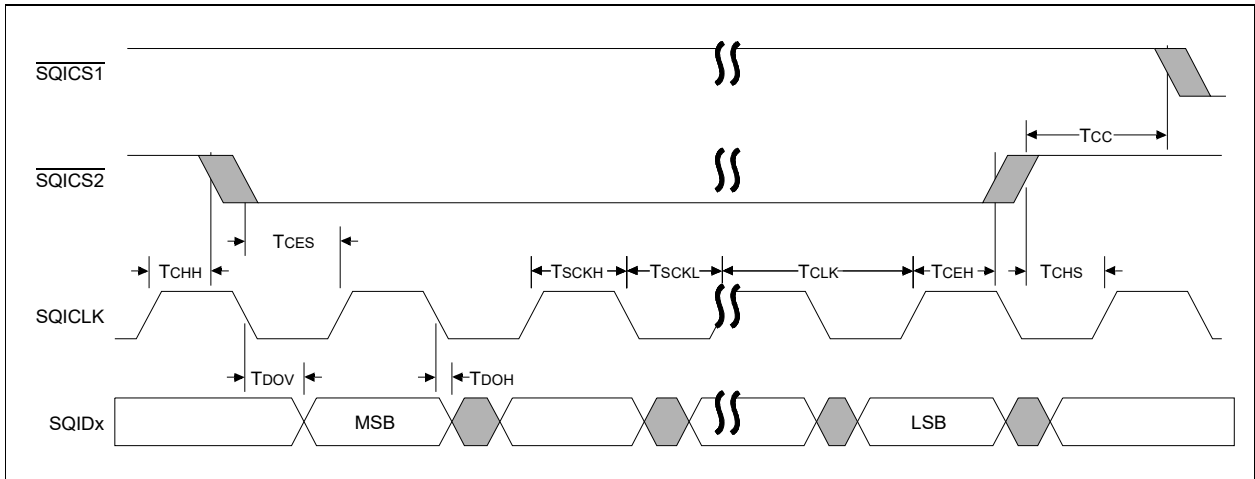 SQICS1
TCC
SQICS2
TCES
TCHH
TSCKH
TSCKL
TCLK
TCEH
TCHS
SQICLK
TDOV
TDOH
SQIDx
MSB
LSB